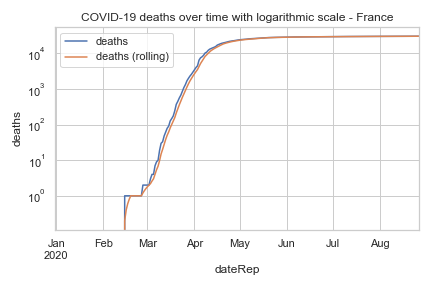 COVID-19 deaths over time with logarithmic scale - France
deaths
deaths (rolling)
deaths
10⁴
10³
10²
10¹
10⁰
Jan
2020
Feb
Mar
Apr
May
Jun
Jul
Aug
dateRep